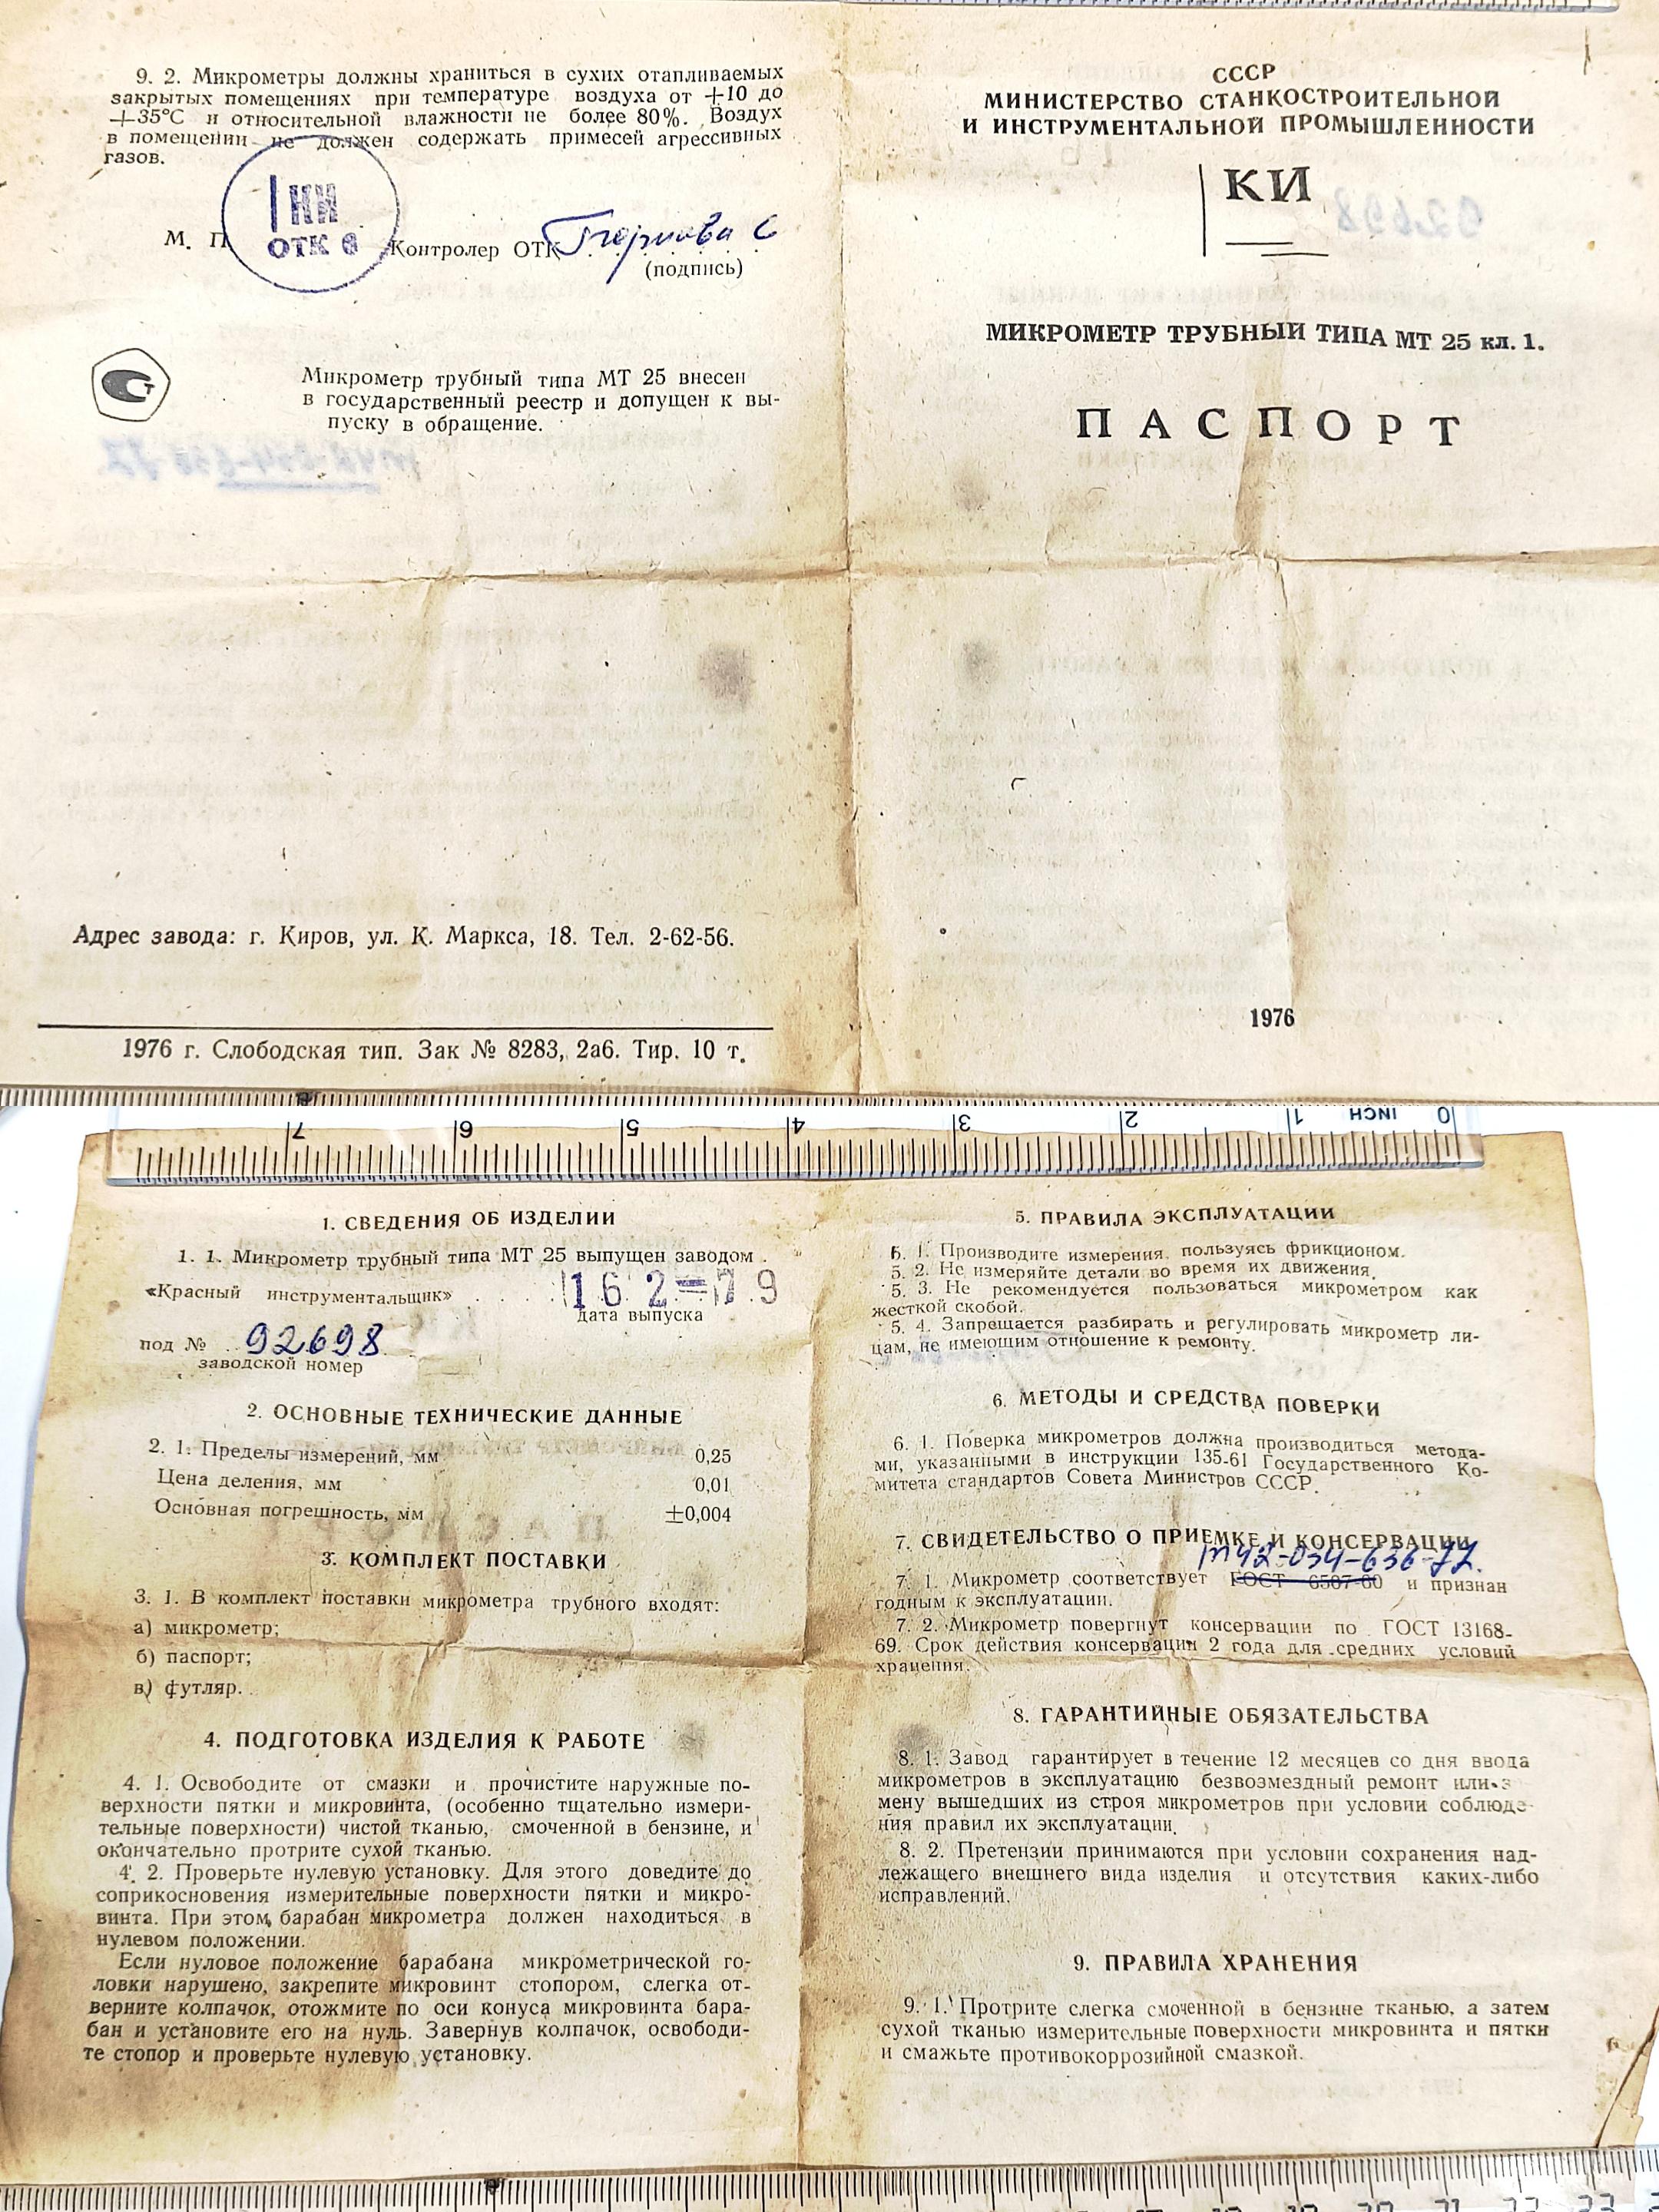 9. 2. Микрометры должны храниться в сухих отапливаемых
закрытых помещениях при температуре воздуха от +10 до
+35°С и относительной влажности не более 80%. Воздух
в помещении не должен содержать примесей агрессивных
газов.
КИ
ОТК 6
М. П
Контролер ОТК
(подпись)
Микрометр трубный типа МТ 25 внесен
в государственный реестр и допущен к вы-
пуску в обращение.
Адрес завода: г. Киров, ул. К. Маркса, 18. Тел. 2-62-56.
1976 г. Слободская тип. Зак № 8283, 2а6. Тир. 10 т.
СССР
МИНИСТЕРСТВО СТАНКОСТРОИТЕЛЬНОЙ
И ИНСТРУМЕНТАЛЬНОЙ ПРОМЫШЛЕННОСТИ
КИ
МИКРОМЕТР ТРУБНЫЙ ТИПА МТ 25 кл. 1.
ПАСПОРТ
1976
7 6 5 4 3 2 1 INCH 0
1. СВЕДЕНИЯ ОБ ИЗДЕЛИИ
1. 1. Микрометр трубный типа МТ 25 выпущен заводом
«Красный инструментальщик» . . . 16 2=79
дата выпуска
под № 92698
заводской номер
2. ОСНОВНЫЕ ТЕХНИЧЕСКИЕ ДАННЫЕ
2. 1. Пределы измерений, мм 0,25
Цена деления, мм 0,01
Основная погрешность, мм ±0,004
3. КОМПЛЕКТ ПОСТАВКИ
3. 1. В комплект поставки микрометра трубного входят:
а) микрометр;
б) паспорт;
в) футляр.
4. ПОДГОТОВКА ИЗДЕЛИЯ К РАБОТЕ
4. 1. Освободите от смазки и прочистите наружные по-
верхности пятки и микровинта, (особенно тщательно измери-
тельные поверхности) чистой тканью, смоченной в бензине, и
окончательно протрите сухой тканью.
4. 2. Проверьте нулевую установку. Для этого доведите до
соприкосновения измерительные поверхности пятки и микро-
винта. При этом, барабан микрометра должен находиться в
нулевом положении.
Если нуловое положение барабана микрометрической го-
ловки нарушено, закрепите микровинт стопором, слегка от-
верните колпачок, отожмите по оси конуса микровинта бара-
бан и установите его на нуль. Завернув колпачок, освободи-
те стопор и проверьте нулевую установку.
5. ПРАВИЛА ЭКСПЛУАТАЦИИ
5. 1. Производите измерения, пользуясь фрикционом.
5. 2. Не измеряйте детали во время их движения.
5. 3. Не рекомендуется пользоваться микрометром как
жесткой скобой.
5. 4. Запрещается разбирать и регулировать микрометр ли-
цам, не имеющим отношение к ремонту.
6. МЕТОДЫ И СРЕДСТВА ПОВЕРКИ
6. 1. Поверка микрометров должна производиться метода-
ми, указанными в инструкции 135-61 Государственного Ко-
митета стандартов Совета Министров СССР.
7. СВИДЕТЕЛЬСТВО О ПРИЕМКЕ И КОНСЕРВАЦИИ
ту2-034-636-77.
7. 1. Микрометр соответствует ГОСТ 6507-60 и признан
годным к эксплуатации.
7. 2. Микрометр повергнут консервации по ГОСТ 13168-
69. Срок действия консервации 2 года для средних условий
хранения.
8. ГАРАНТИЙНЫЕ ОБЯЗАТЕЛЬСТВА
8. 1. Завод гарантирует в течение 12 месяцев со дня ввода
микрометров в эксплуатацию безвозмездный ремонт или з
мену вышедших из строя микрометров при условии соблюде-
ния правил их эксплуатации.
8. 2. Претензии принимаются при условии сохранения над-
лежащего внешнего вида изделия и отсутствия каких-либо
исправлений.
9. ПРАВИЛА ХРАНЕНИЯ
9. 1. Протрите слегка смоченной в бензине тканью, а затем
сухой тканью измерительные поверхности микровинта и пятки
и смажьте противокоррозийной смазкой.